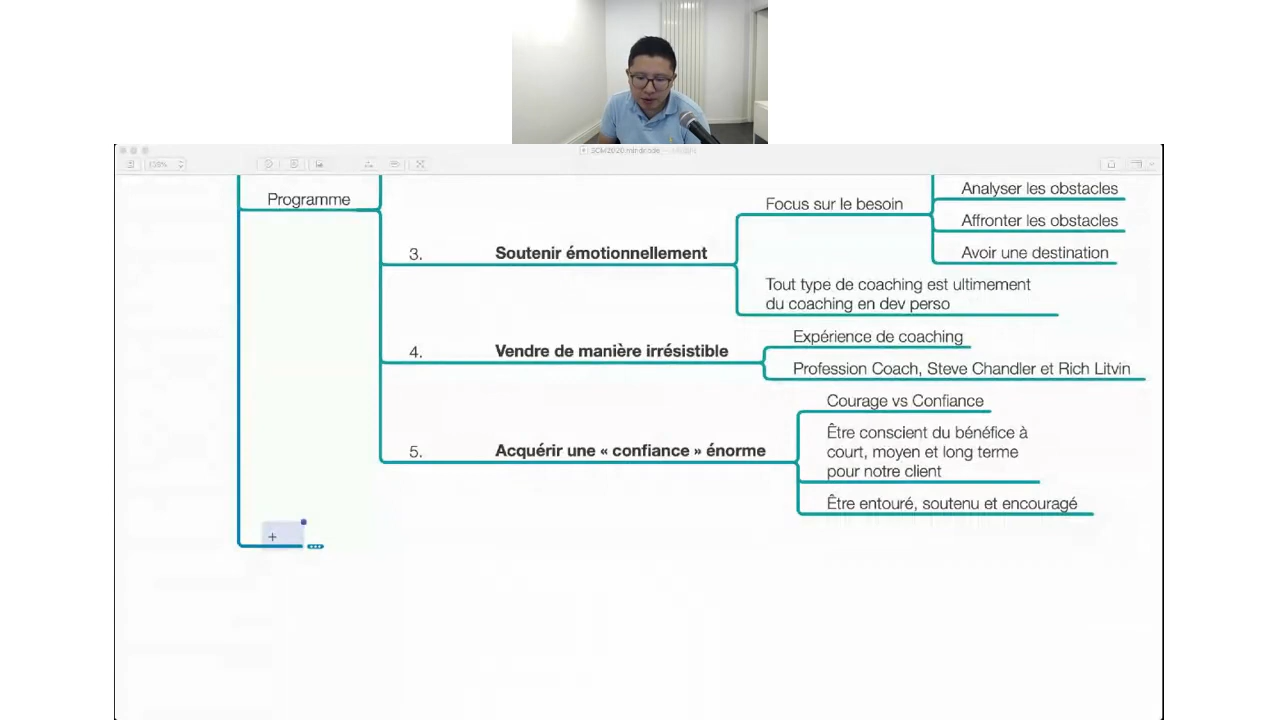 135%
SCM2020.mindnode
Programme
Analyser les obstacles
Focus sur le besoin
Affronter les obstacles
3. Soutenir émotionnellement
Avoir une destination
Tout type de coaching est ultimement
du coaching en dev perso
Expérience de coaching
4. Vendre de manière irrésistible
Profession Coach, Steve Chandler et Rich Litvin
Courage vs Confiance
Être conscient du bénéfice à
court, moyen et long terme
pour notre client
5. Acquérir une « confiance » énorme
Être entouré, soutenu et encouragé